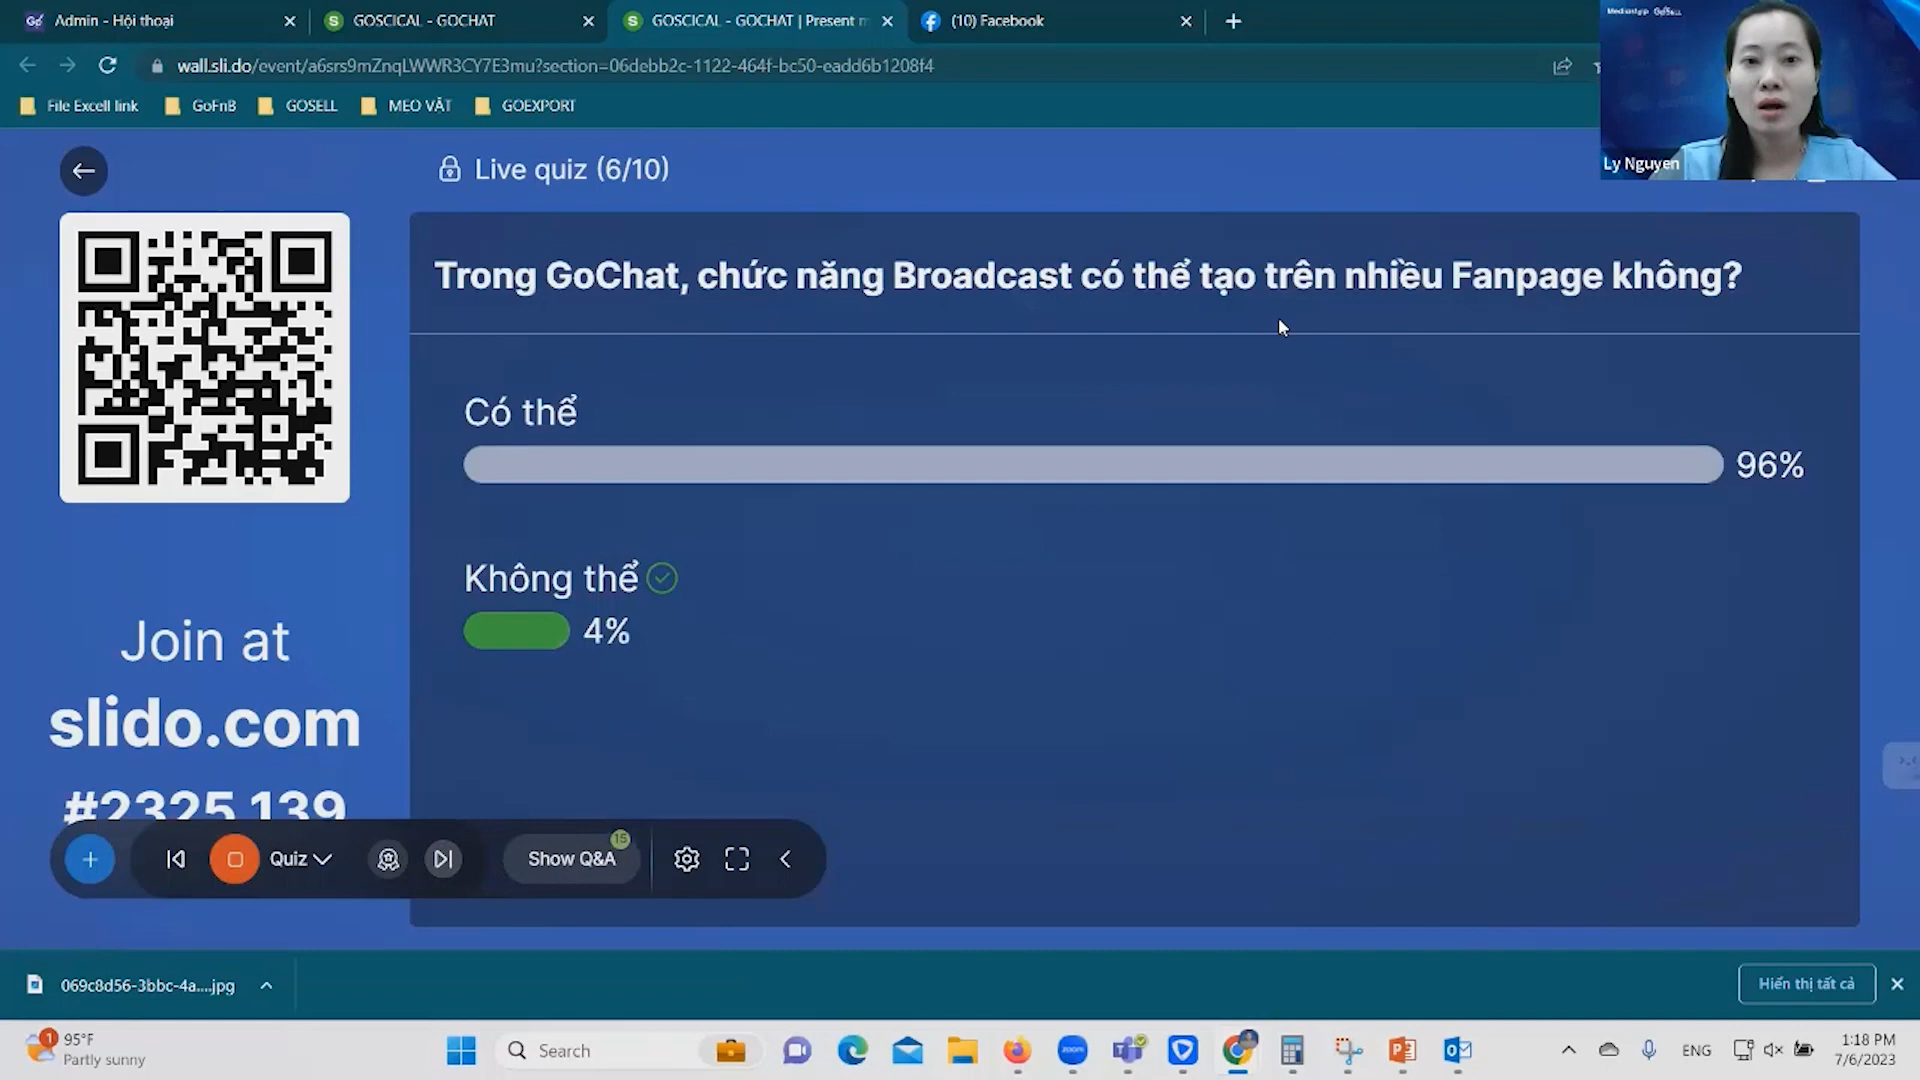 Admin - Hội thoại
GOSCICAL - GOCHAT
GOSCICAL - GOCHAT | Present m
(10) Facebook
wall.sli.do/event/a6srs9mZnqLWWR3CY7E3mu?section=06debb2c-1122-464f-bc50-eadd6b1208f4
File Excell link
GoFnB
GOSELL
MẸO VẶT
GOEXPORT
Mediastep GoSELL
Ly Nguyen
Live quiz (6/10)
Trong GoChat, chức năng Broadcast có thể tạo trên nhiều Fanpage không?
Có thể
96%
Không thể
4%
Join at
slido.com
#2325 139
Quiz
Show Q&A
15
069c8d56-3bbc-4a....jpg
Hiển thị tất cả
1
95°F
Partly sunny
Search
zoom
ENG
1:18 PM
7/6/2023